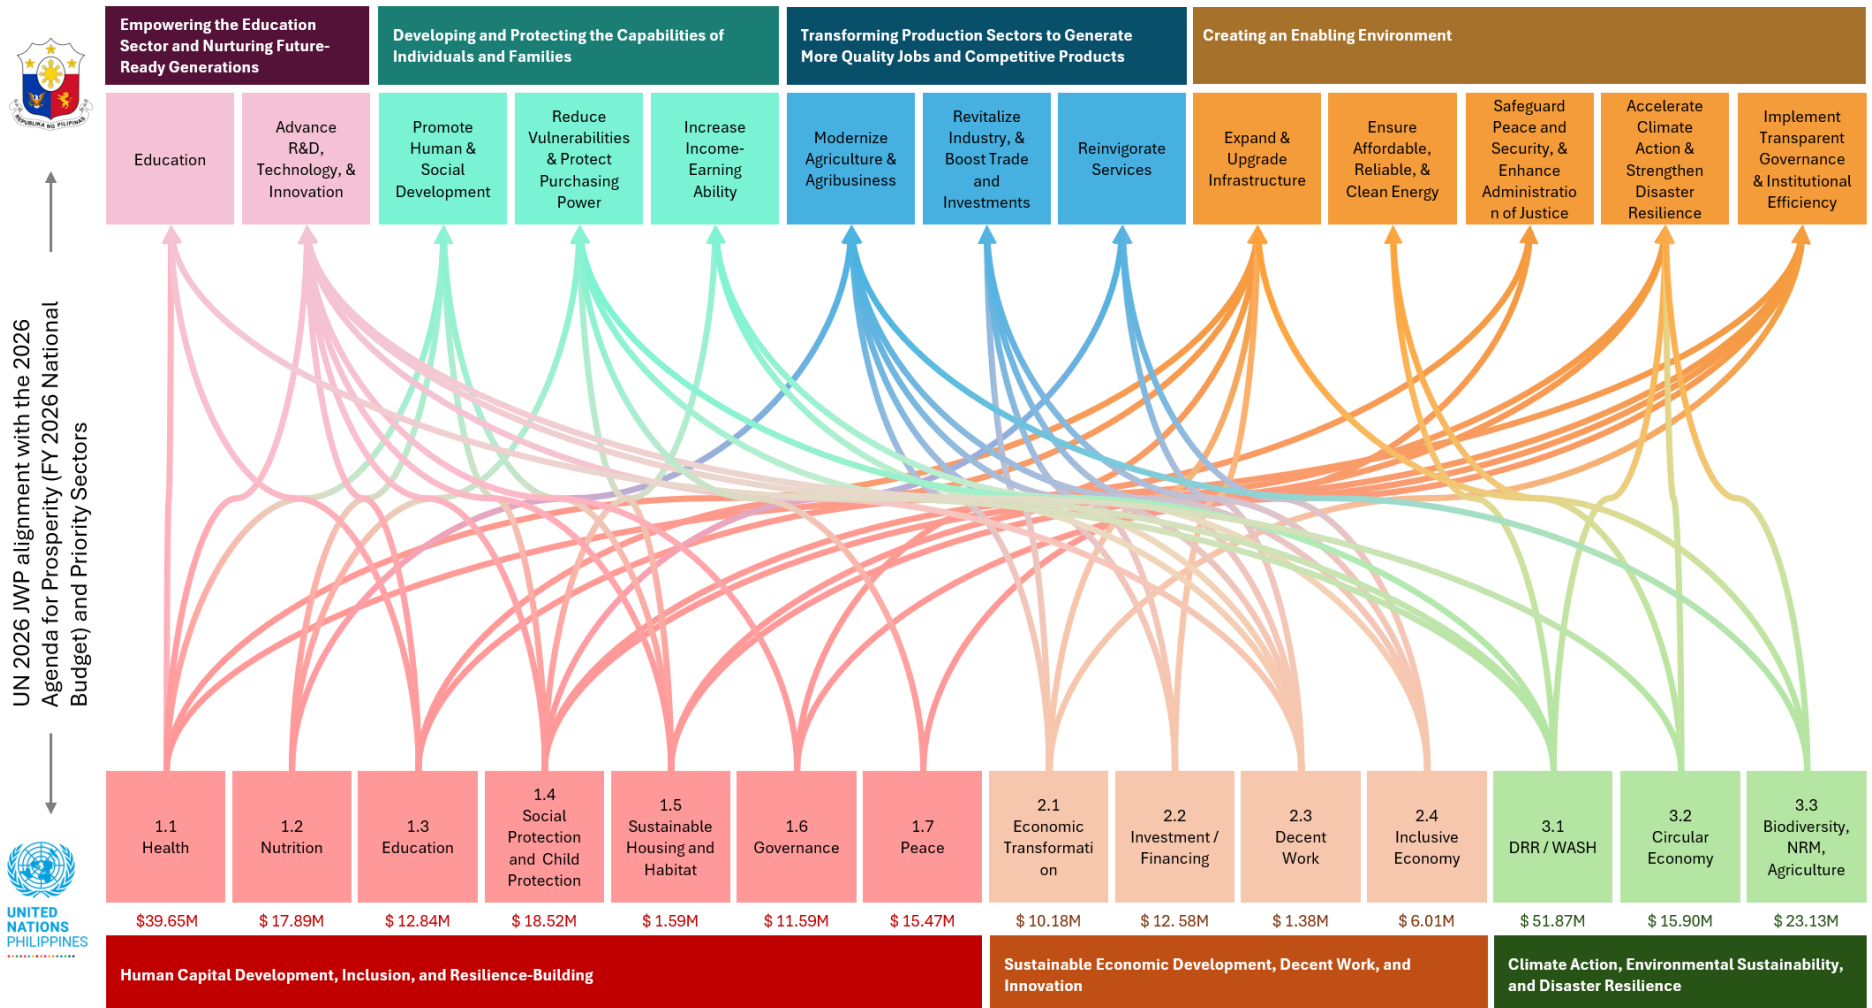 Empowering the Education
Sector and Nurturing Future-
Ready Generations
Developing and Protecting the Capabilities of
Individuals and Families
Transforming Production Sectors to Generate
More Quality Jobs and Competitive Products
Creating an Enabling Environment
REPUBLIKA NG PILIPINAS
Education
Advance
R&D,
Technology, &
Innovation
Promote
Human &
Social
Development
Reduce
Vulnerabilities
& Protect
Purchasing
Power
Increase
Income-
Earning
Ability
Modernize
Agriculture &
Agribusiness
Revitalize
Industry, &
Boost Trade
and
Investments
Reinvigorate
Services
Expand &
Upgrade
Infrastructure
Ensure
Affordable,
Reliable, &
Clean Energy
Safeguard
Peace and
Security, &
Enhance
Administratio
n of Justice
Accelerate
Climate
Action &
Strengthen
Disaster
Resilience
Implement
Transparent
Governance
& Institutional
Efficiency
UN 2026 JWP alignment with the 2026
Agenda for Prosperity (FY 2026 National
Budget) and Priority Sectors
1.1
Health
1.2
Nutrition
1.3
Education
1.4
Social
Protection
and Child
Protection
1.5
Sustainable
Housing and
Habitat
1.6
Governance
1.7
Peace
2.1
Economic
Transformati
on
2.2
Investment /
Financing
2.3
Decent
Work
2.4
Inclusive
Economy
3.1
DRR / WASH
3.2
Circular
Economy
3.3
Biodiversity,
NRM,
Agriculture
UNITED
NATIONS
PHILIPPINES
$39.65M
$ 17.89M
$ 12.84M
$ 18.52M
$ 1.59M
$ 11.59M
$ 15.47M
$ 10.18M
$ 12. 58M
$ 1.38M
$ 6.01M
$ 51.87M
$ 15.90M
$ 23.13M
Human Capital Development, Inclusion, and Resilience-Building
Sustainable Economic Development, Decent Work, and
Innovation
Climate Action, Environmental Sustainability,
and Disaster Resilience